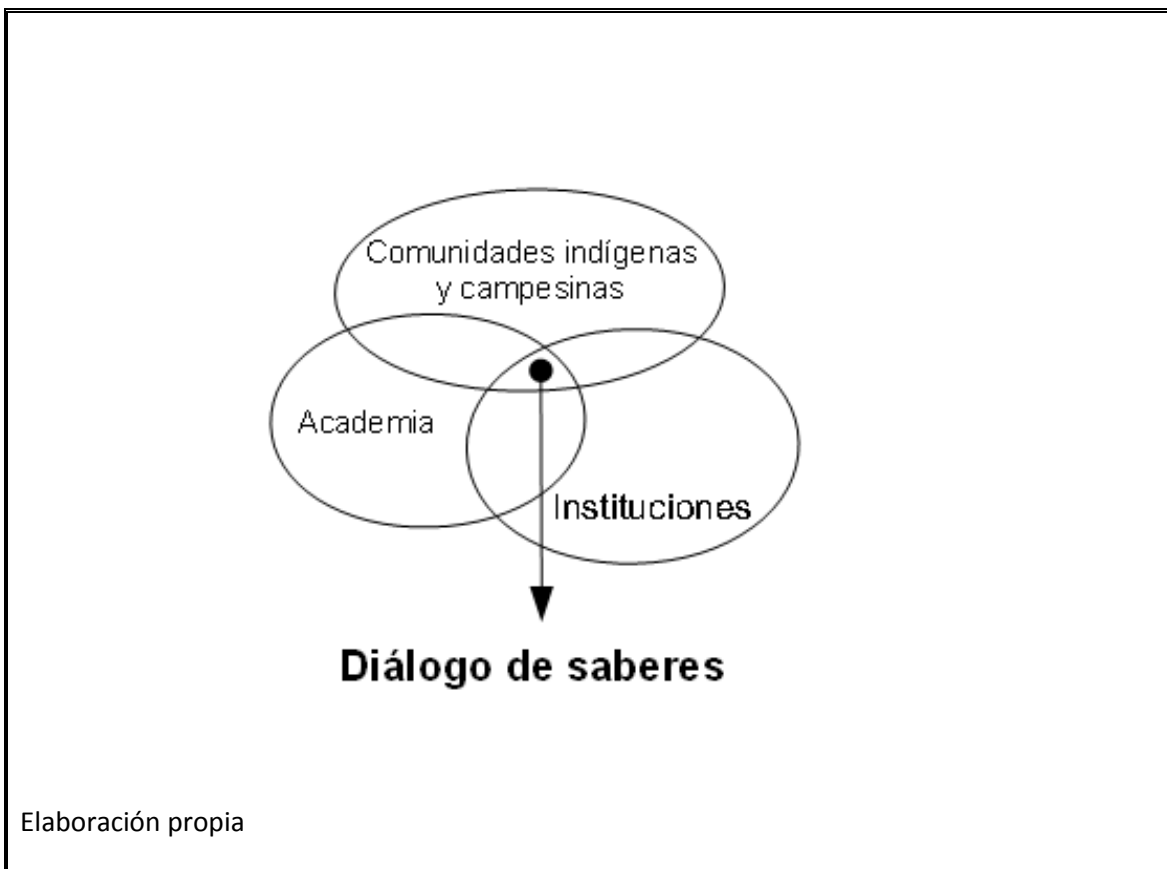 Comunidades indígenas
y campesinas
Academia
Instituciones
Diálogo de saberes
Elaboración propia